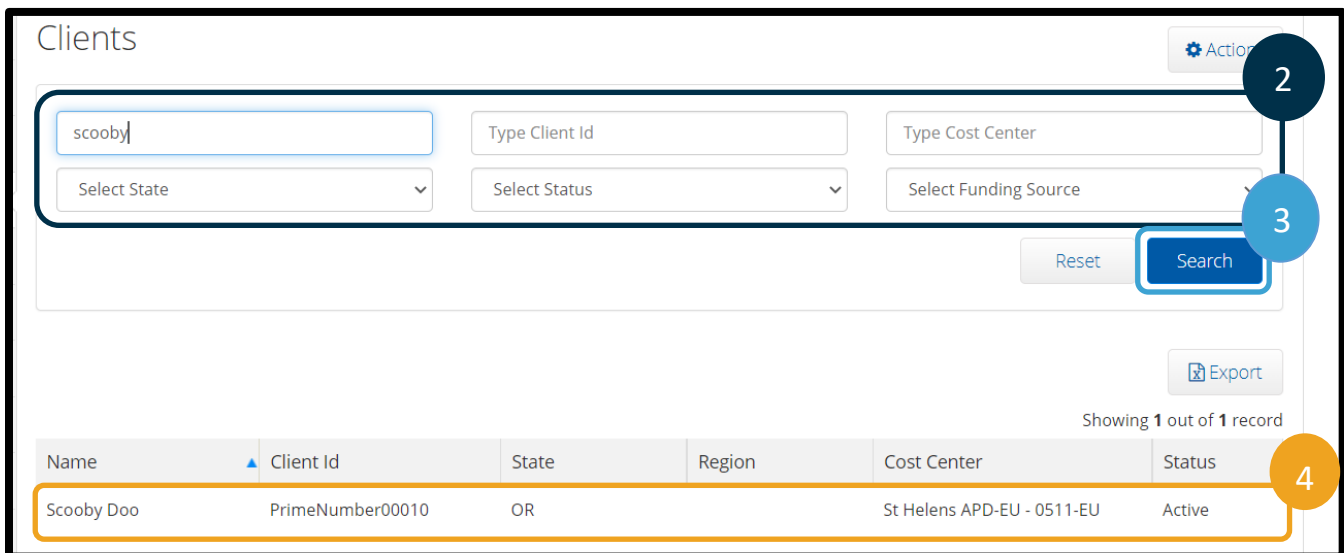 Clients
Action
2
scooby Type Client Id Type Cost Center
Select State Select Status Select Funding Source
3
Reset Search
Export
Showing 1 out of 1 record
Name Client Id State Region Cost Center Status
4
Scooby Doo PrimeNumber00010 OR St Helens APD-EU - 0511-EU Active